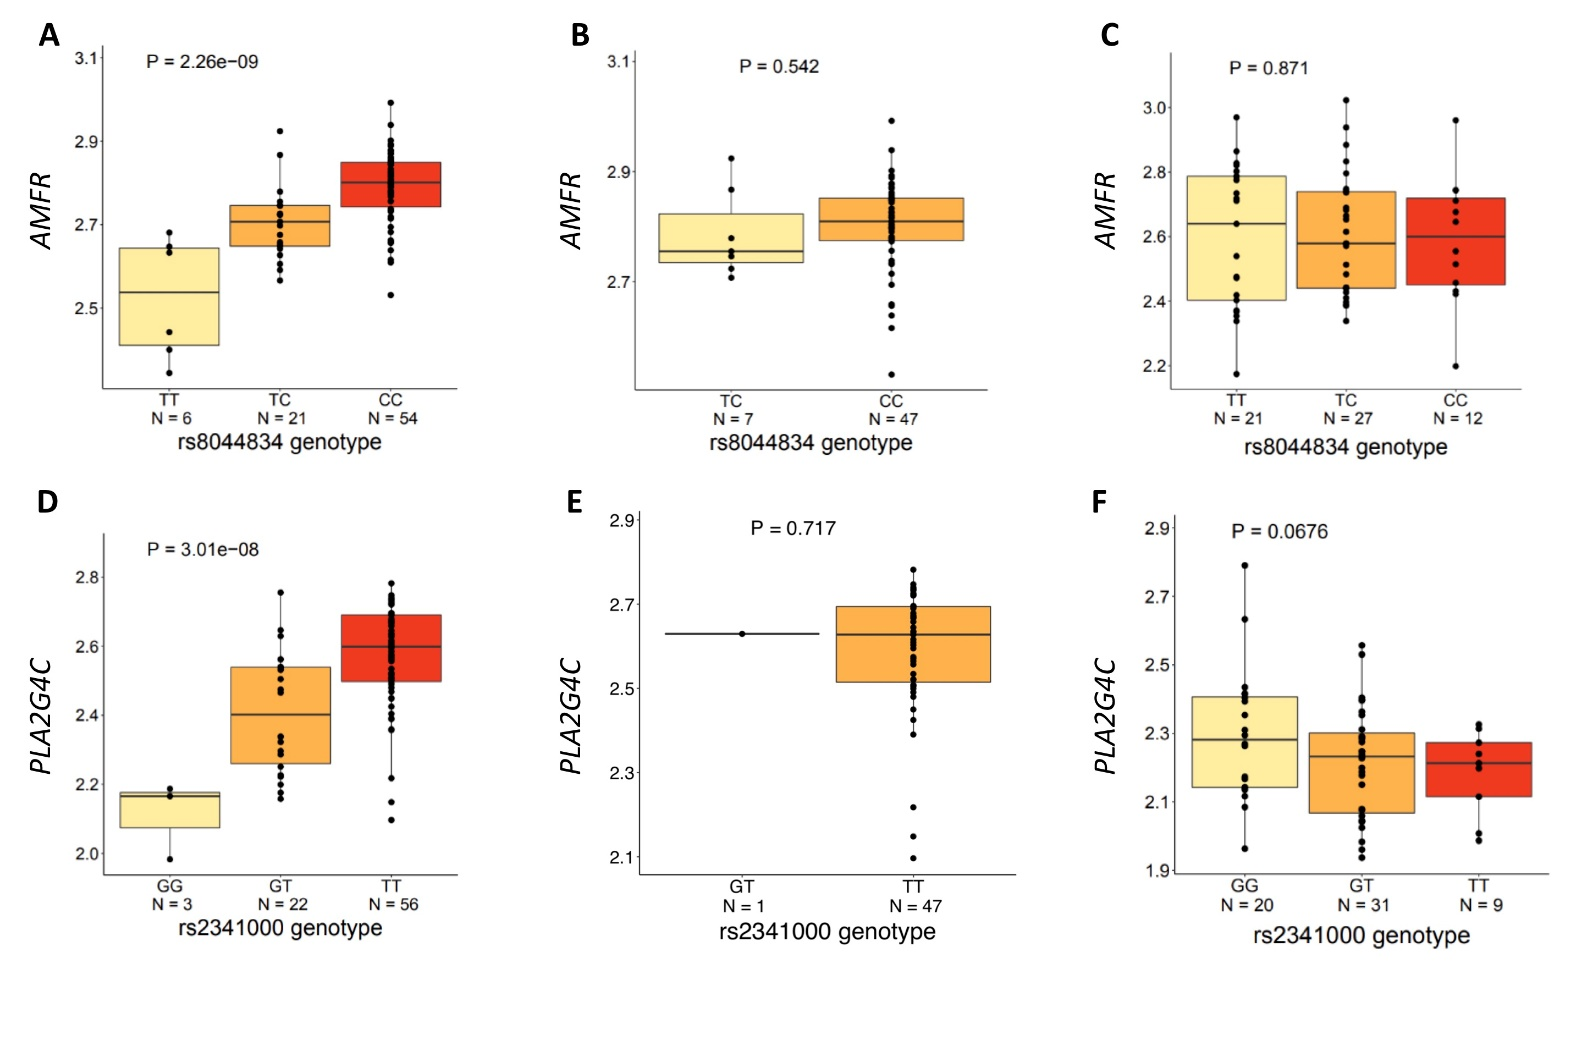 A
P = 2.26e−09
3.1
2.9
2.7
2.5
AMFR
TT TC CC
N = 6 N = 21 N = 54
rs8044834 genotype
B
P = 0.542
3.1
2.9
2.7
AMFR
TC CC
N = 7 N = 47
rs8044834 genotype
C
P = 0.871
3.0
2.8
2.6
2.4
2.2
AMFR
TT TC CC
N = 21 N = 27 N = 12
rs8044834 genotype
D
P = 3.01e−08
2.8
2.6
2.4
2.2
2.0
PLA2G4C
GG GT TT
N = 3 N = 22 N = 56
rs2341000 genotype
E
P = 0.717
2.9
2.7
2.5
2.3
2.1
PLA2G4C
GT TT
N = 1 N = 47
rs2341000 genotype
F
P = 0.0676
2.9
2.7
2.5
2.3
2.1
1.9
PLA2G4C
GG GT TT
N = 20 N = 31 N = 9
rs2341000 genotype